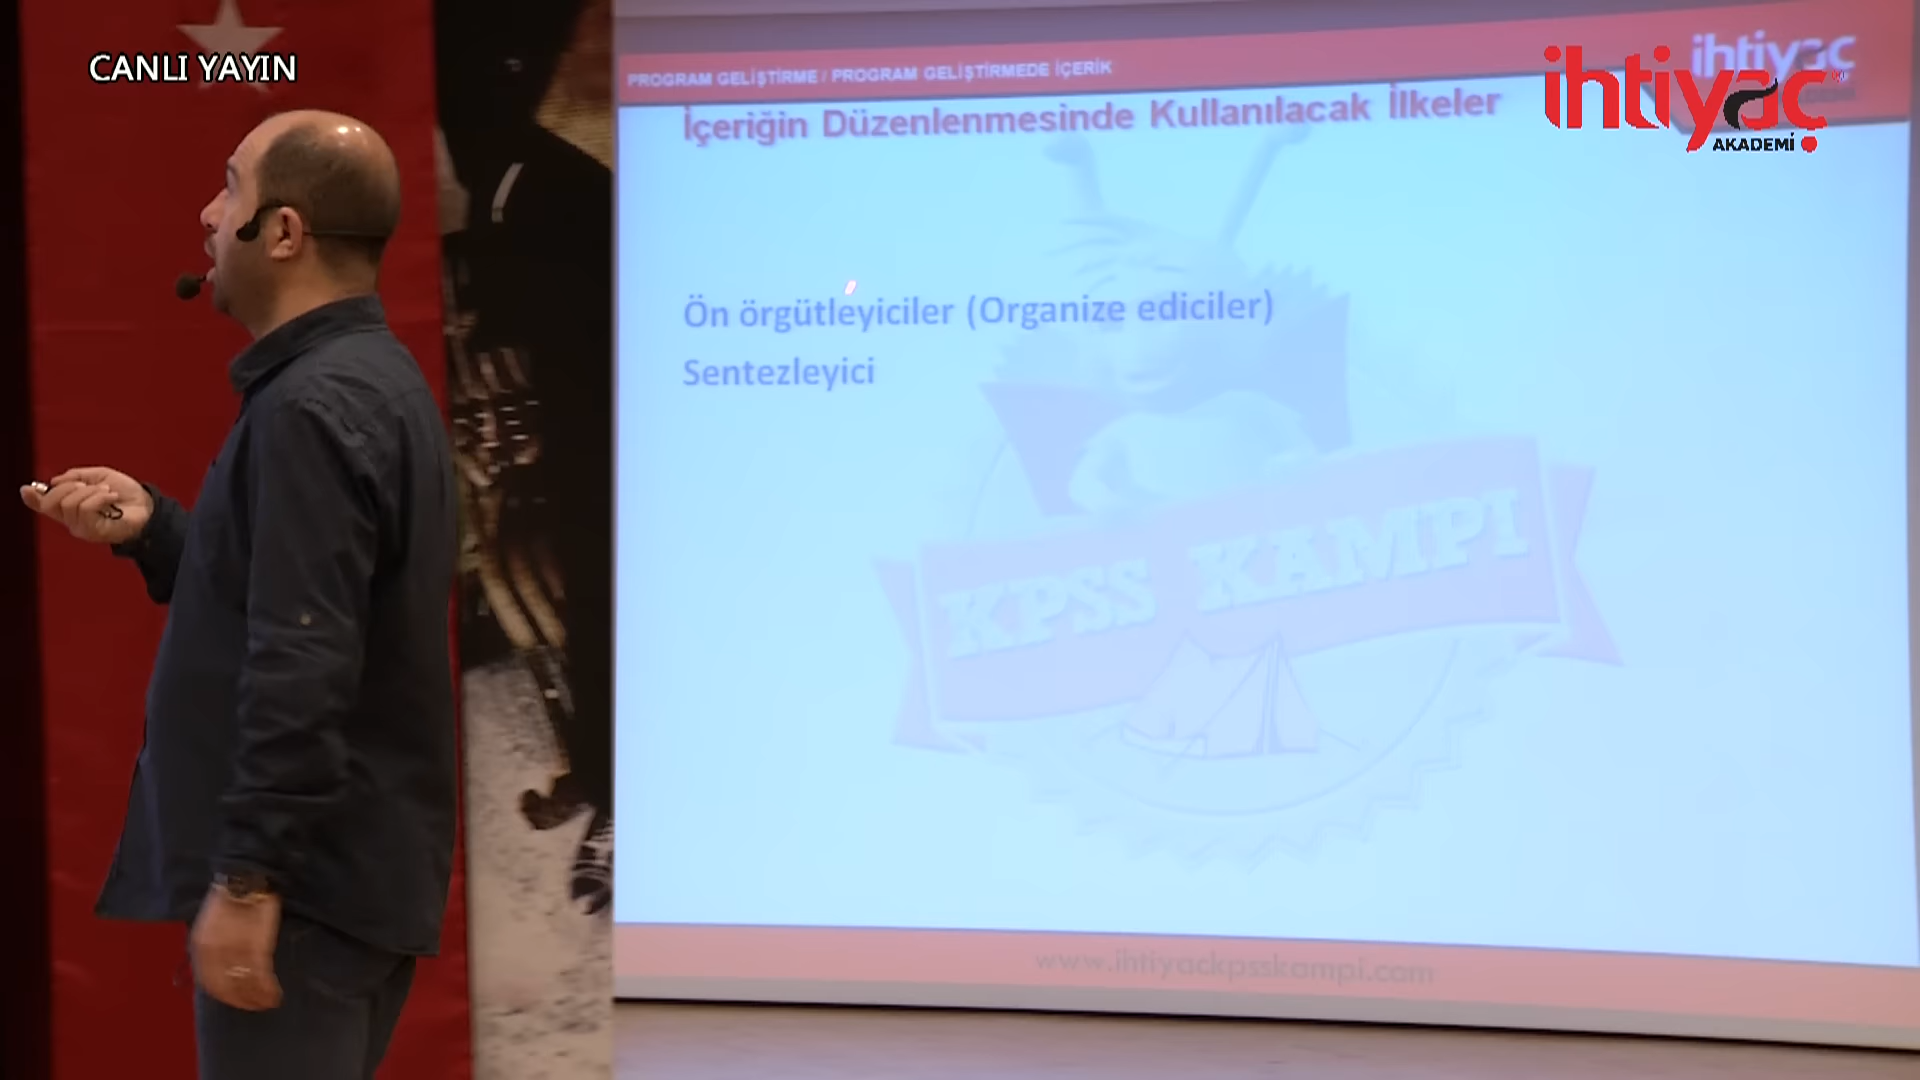 CANLI YAYIN
PROGRAM GELİŞTİRME / PROGRAM GELİŞTİRMEDE İÇERİK
ihtiyaç
ihtiyaç
AKADEMİ
İçeriğin Düzenlenmesinde Kullanılacak İlkeler
Ön örgütleyiciler (Organize ediciler)
Sentezleyici
KPSS KAMPI
www.ihtiyackpsskampi.com